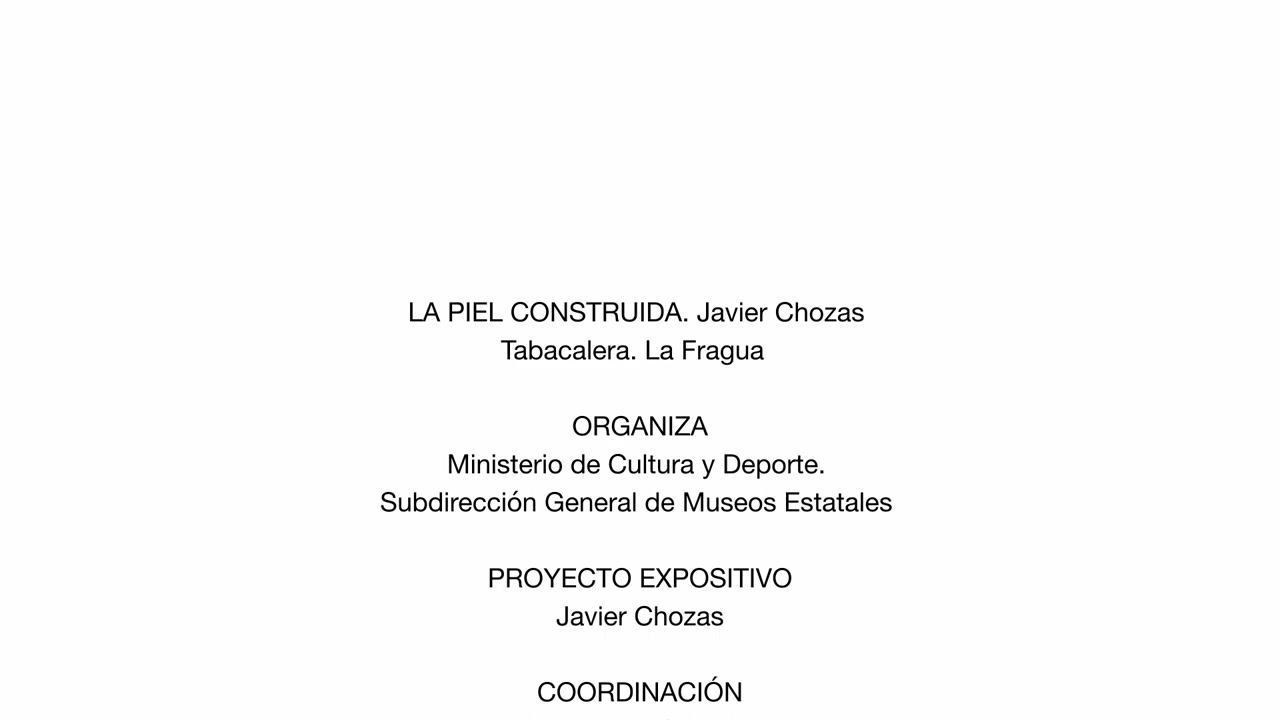 LA PIEL CONSTRUIDA. Javier Chozas
Tabacalera. La Fragua
ORGANIZA
Ministerio de Cultura y Deporte.
Subdirección General de Museos Estatales
PROYECTO EXPOSITIVO
Javier Chozas
COORDINACIÓN